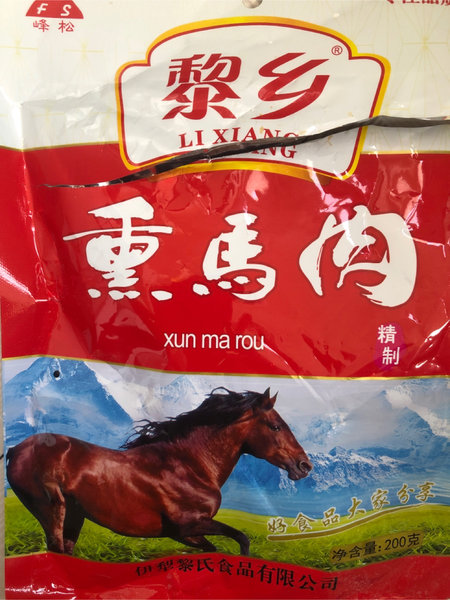 FS
峰松
黎乡®
LI XIANG
熏馬肉
xun ma rou
精制
好食品大家分享
净含量:200克
伊犁黎氏食品有限公司